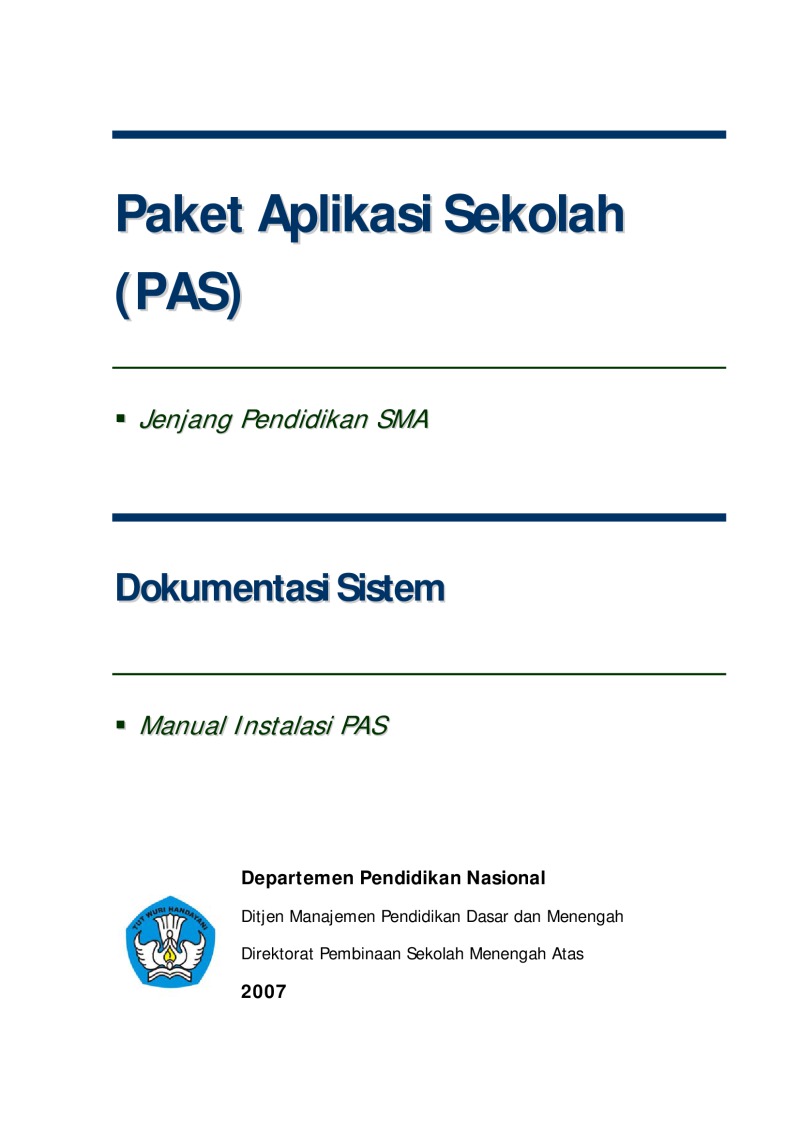 Paket Aplikasi Sekolah
(PAS)
▪ Jenjang Pendidikan SMA
Dokumentasi Sistem
▪ Manual Instalasi PAS
Departemen Pendidikan Nasional
TUT WURI HANDAYANI
Ditjen Manajemen Pendidikan Dasar dan Menengah
Direktorat Pembinaan Sekolah Menengah Atas
2007